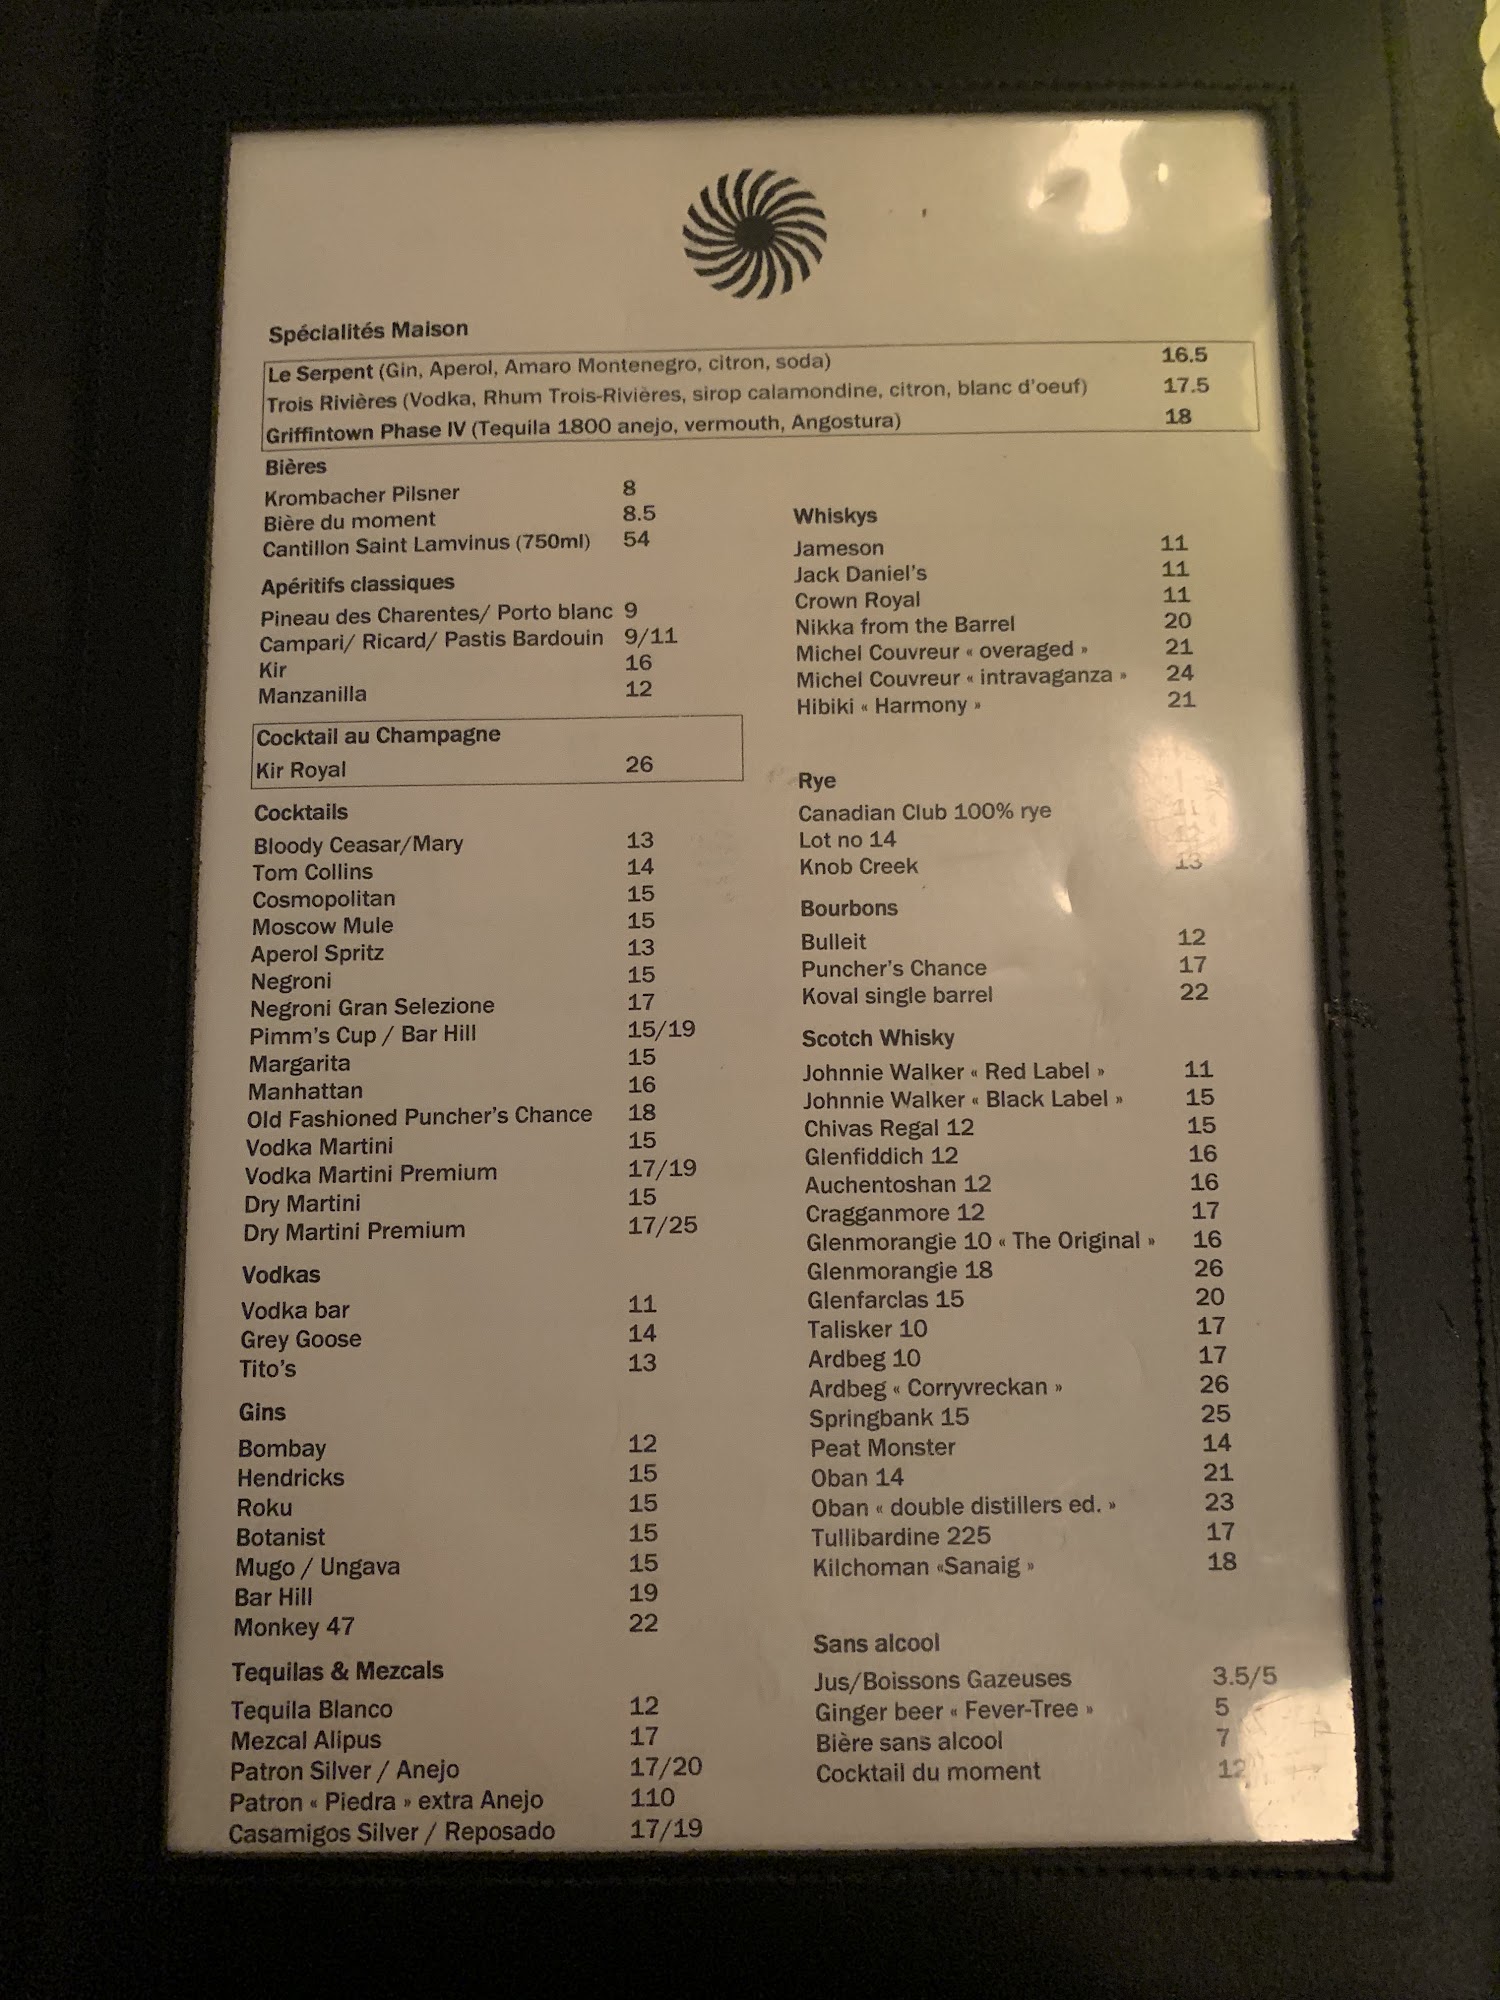 Spécialités Maison
Le Serpent (Gin, Aperol, Amaro Montenegro, citron, soda) 16.5
Trois Rivières (Vodka, Rhum Trois-Rivières, sirop calamondine, citron, blanc d'oeuf) 17.5
Griffintown Phase IV (Tequila 1800 anejo, vermouth, Angostura) 18
Bières
Krombacher Pilsner 8
Bière du moment 8.5
Cantillon Saint Lamvinus (750ml) 54
Apéritifs classiques
Pineau des Charentes/ Porto blanc 9
Campari/ Ricard/ Pastis Bardouin 9/11
Kir 16
Manzanilla 12
Cocktail au Champagne
Kir Royal 26
Cocktails
Bloody Ceasar/Mary 13
Tom Collins 14
Cosmopolitan 15
Moscow Mule 15
Aperol Spritz 13
Negroni 15
Negroni Gran Selezione 17
Pimm's Cup / Bar Hill 15/19
Margarita 15
Manhattan 16
Old Fashioned Puncher's Chance 18
Vodka Martini 15
Vodka Martini Premium 17/19
Dry Martini 15
Dry Martini Premium 17/25
Vodkas
Vodka bar 11
Grey Goose 14
Tito's 13
Gins
Bombay 12
Hendricks 15
Roku 15
Botanist 15
Mugo / Ungava 15
Bar Hill 19
Monkey 47 22
Tequilas & Mezcals
Tequila Blanco 12
Mezcal Alipus 17
Patron Silver / Anejo 17/20
Patron « Piedra » extra Anejo 110
Casamigos Silver / Reposado 17/19
Whiskys
Jameson 11
Jack Daniel's 11
Crown Royal 11
Nikka from the Barrel 20
Michel Couvreur « overaged » 21
Michel Couvreur « intravaganza » 24
Hibiki « Harmony » 21
Rye
Canadian Club 100% rye 11
Lot no 14 12
Knob Creek 13
Bourbons
Bulleit 12
Puncher's Chance 17
Koval single barrel 22
Scotch Whisky
Johnnie Walker « Red Label » 11
Johnnie Walker « Black Label » 15
Chivas Regal 12 15
Glenfiddich 12 16
Auchentoshan 12 16
Cragganmore 12 17
Glenmorangie 10 « The Original » 16
Glenmorangie 18 26
Glenfarclas 15 20
Talisker 10 17
Ardbeg 10 17
Ardbeg « Corryvreckan » 26
Springbank 15 25
Peat Monster 14
Oban 14 21
Oban « double distillers ed. » 23
Tullibardine 225 17
Kilchoman «Sanaig » 18
Sans alcool
Jus/Boissons Gazeuses 3.5/5
Ginger beer « Fever-Tree » 5
Bière sans alcool 7
Cocktail du moment 12